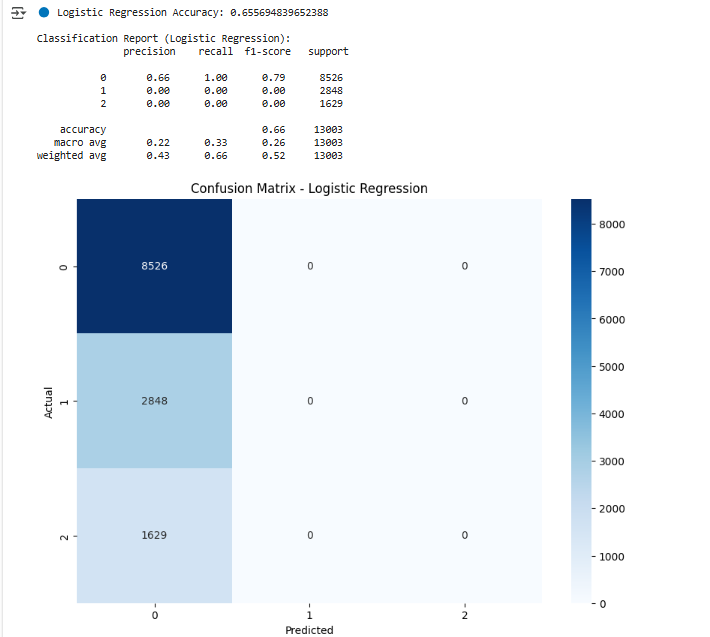 Logistic Regression Accuracy: 0.655694839652388
Classification Report (Logistic Regression):
precision recall f1-score support
0 0.66 1.00 0.79 8526
1 0.00 0.00 0.00 2848
2 0.00 0.00 0.00 1629
accuracy 0.66 13003
macro avg 0.22 0.33 0.26 13003
weighted avg 0.43 0.66 0.52 13003
Confusion Matrix - Logistic Regression
8000
7000
6000
5000
4000
3000
2000
1000
0
Actual
0 8526 0 0
1 2848 0 0
2 1629 0 0
0 1 2
Predicted